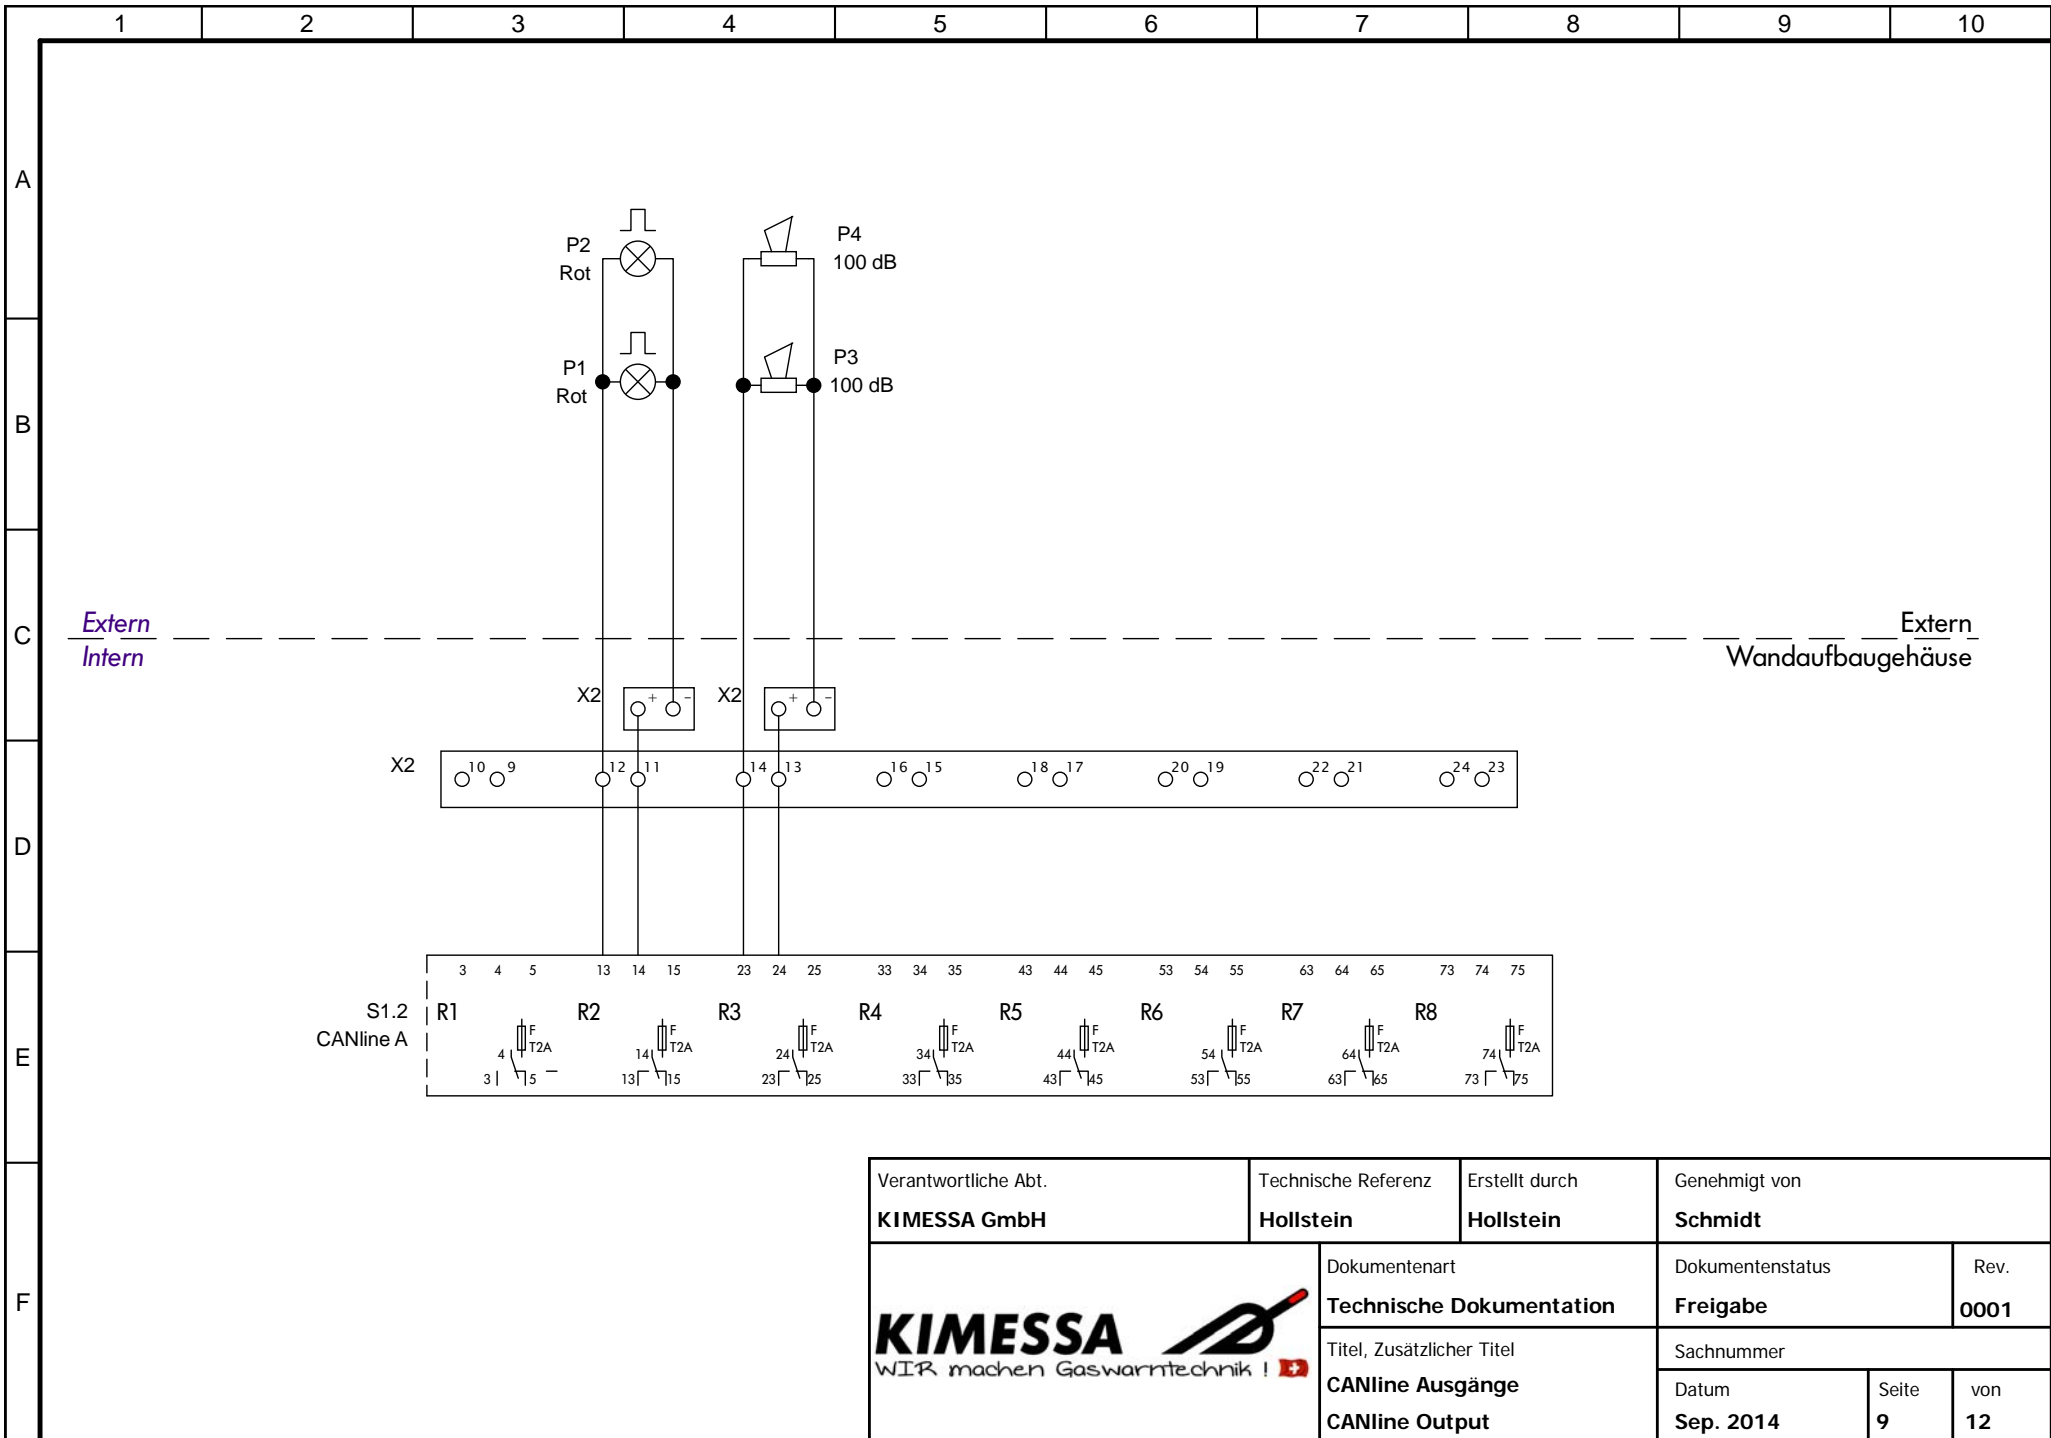 1 2 3 4 5 6 7 8 9 10
A
B
C
D
E
F
P2
Rot
P4
100 dB
P1
Rot
P3
100 dB
Extern
Intern
Extern
Wandaufbaugehäuse
X2 + - X2 + -
X2 10 9 12 11 14 13 16 15 18 17 20 19 22 21 24 23
3 4 5 13 14 15 23 24 25 33 34 35 43 44 45 53 54 55 63 64 65 73 74 75
S1.2 R1 R2 R3 R4 R5 R6 R7 R8
CANline A
F F F F F F F F
T2A T2A T2A T2A T2A T2A T2A T2A
4 14 24 34 44 54 64 74
3 5 13 15 23 25 33 35 43 45 53 55 63 65 73 75
Verantwortliche Abt.
KIMESSA GmbH
Technische Referenz
Hollstein
Erstellt durch
Hollstein
Genehmigt von
Schmidt
KIMESSA
WIR machen Gaswarntechnik !
Dokumentenart
Technische Dokumentation
Dokumentenstatus
Freigabe
Rev.
0001
Titel, Zusätzlicher Titel
CANline Ausgänge
CANline Output
Sachnummer
Datum
Sep. 2014
Seite
9
von
12